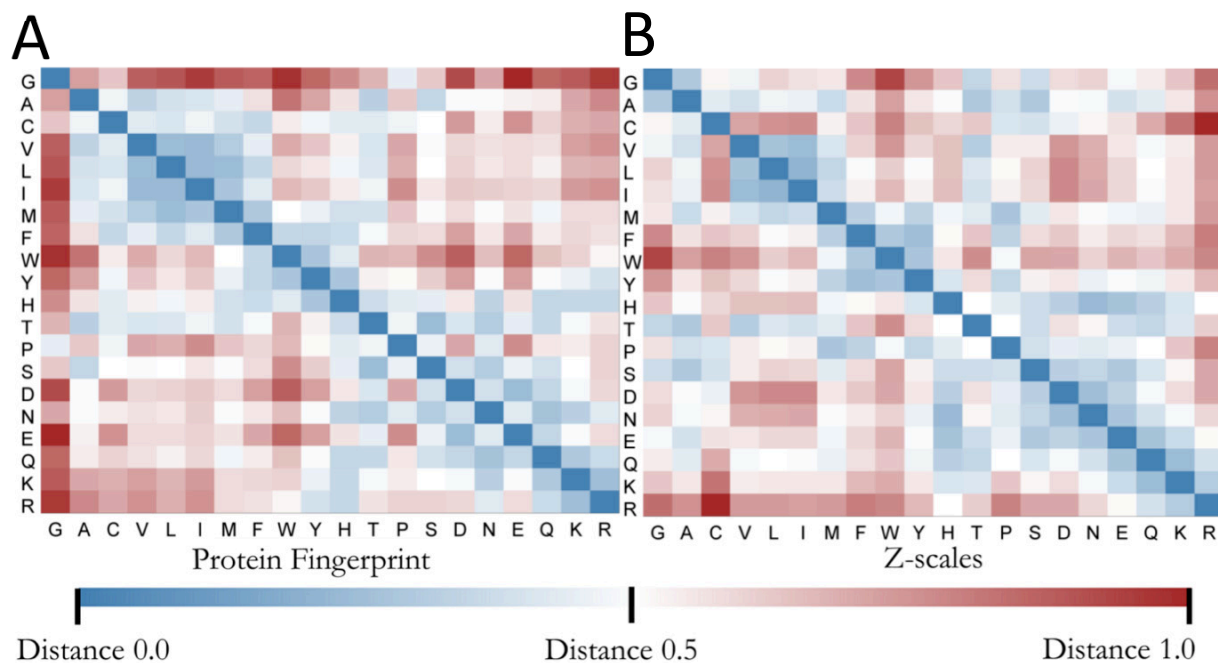 A
B
G
A
C
V
L
I
M
F
W
Y
H
T
P
S
D
N
E
Q
K
R
G A C V L I M F W Y H T P S D N E Q K R
Protein Fingerprint
G
A
C
V
L
I
M
F
W
Y
H
T
P
S
D
N
E
Q
K
R
G A C V L I M F W Y H T P S D N E Q K R
Z-scales
Distance 0.0
Distance 0.5
Distance 1.0